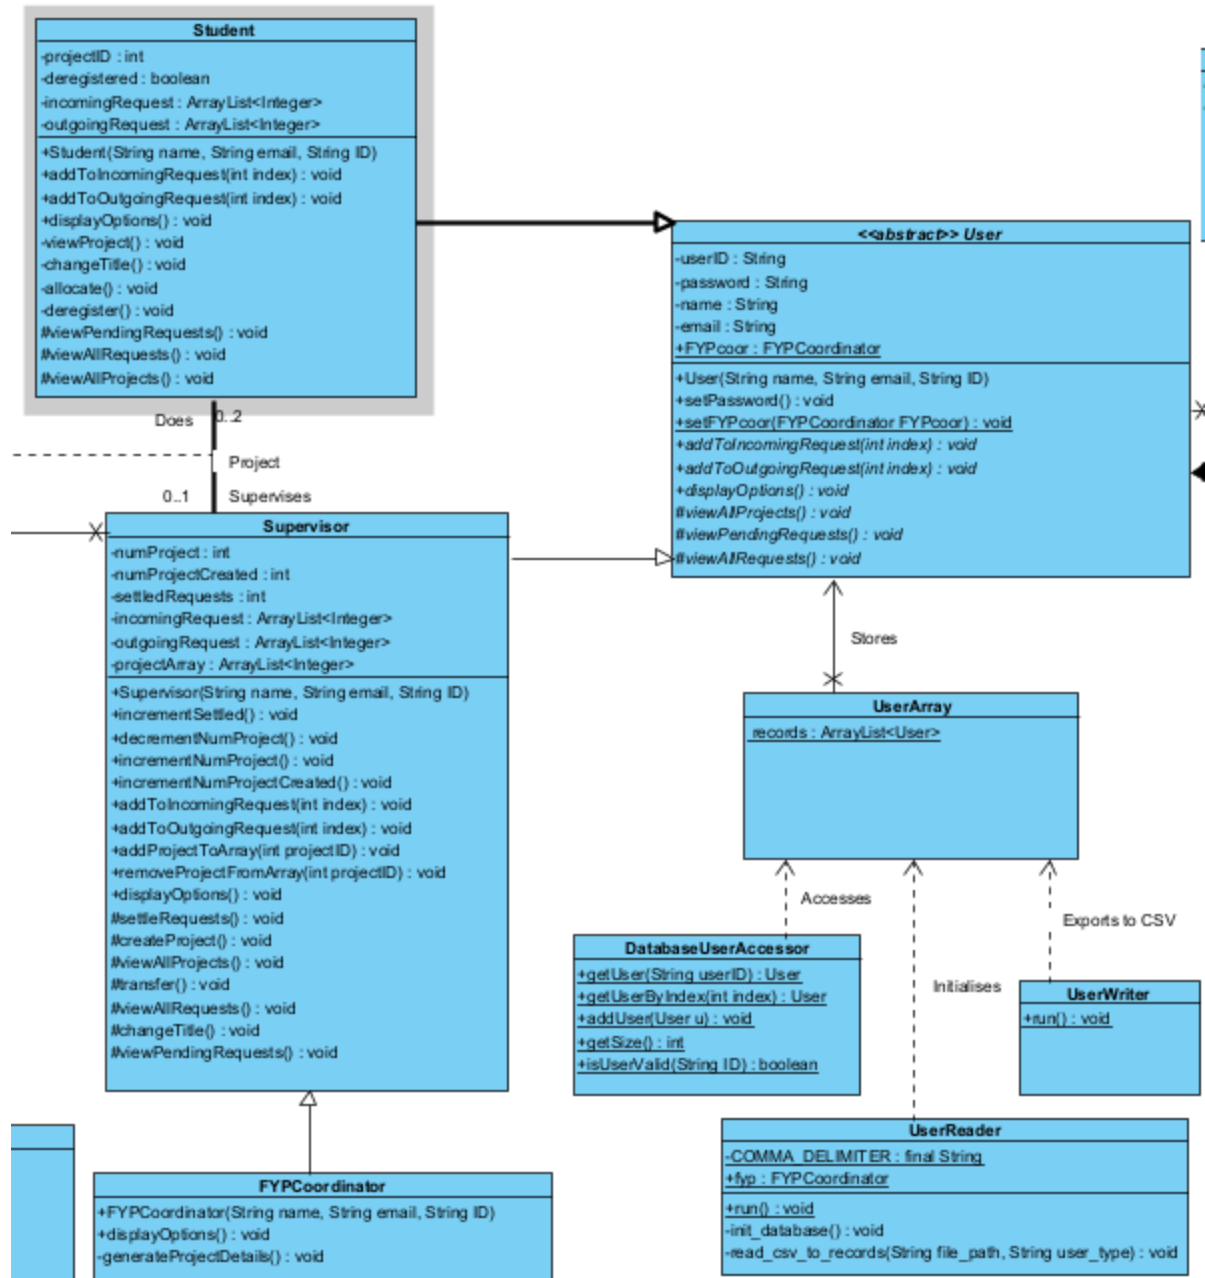 Student
-projectID : int
-deregistered : boolean
-incomingRequest : ArrayList<Integer>
-outgoingRequest : ArrayList<Integer>
+Student(String name, String email, String ID)
+addToIncomingRequest(int index) : void
+addToOutgoingRequest(int index) : void
+displayOptions() : void
-viewProject() : void
-changeTitle() : void
-allocate() : void
-deregister() : void
#viewPendingRequests() : void
#viewAllRequests() : void
#viewAllProjects() : void
Does
0..2
Project
0..1
Supervises
<<abstract>> User
-userID : String
-password : String
-name : String
-email : String
+FYPcoor : FYPCoordinator
+User(String name, String email, String ID)
+setPassword() : void
+setFYPcoor(FYPCoordinator FYPcoor) : void
+addToIncomingRequest(int index) : void
+addToOutgoingRequest(int index) : void
+displayOptions() : void
#viewAllProjects() : void
#viewPendingRequests() : void
#viewAllRequests() : void
Supervisor
-numProject : int
-numProjectCreated : int
-settledRequests : int
-incomingRequest : ArrayList<Integer>
-outgoingRequest : ArrayList<Integer>
-projectArray : ArrayList<Integer>
+Supervisor(String name, String email, String ID)
+incrementSettled() : void
+decrementNumProject() : void
+incrementNumProject() : void
+incrementNumProjectCreated() : void
+addToIncomingRequest(int index) : void
+addToOutgoingRequest(int index) : void
+addProjectToArray(int projectID) : void
+removeProjectFromArray(int projectID) : void
+displayOptions() : void
#settleRequests() : void
#createProject() : void
#viewAllProjects() : void
#transfer() : void
#viewAllRequests() : void
#changeTitle() : void
#viewPendingRequests() : void
Stores
UserArray
records : ArrayList<User>
Accesses
Exports to CSV
Initialises
DatabaseUserAccessor
+getUser(String userID) : User
+getUserByIndex(int index) : User
+addUser(User u) : void
+getSize() : int
+isUserValid(String ID) : boolean
UserWriter
+run() : void
UserReader
-COMMA_DELIMITER : final String
+fyp : FYPCoordinator
+run() : void
-init_database() : void
-read_csv_to_records(String file_path, String user_type) : void
FYPCoordinator
+FYPCoordinator(String name, String email, String ID)
+displayOptions() : void
-generateProjectDetails() : void